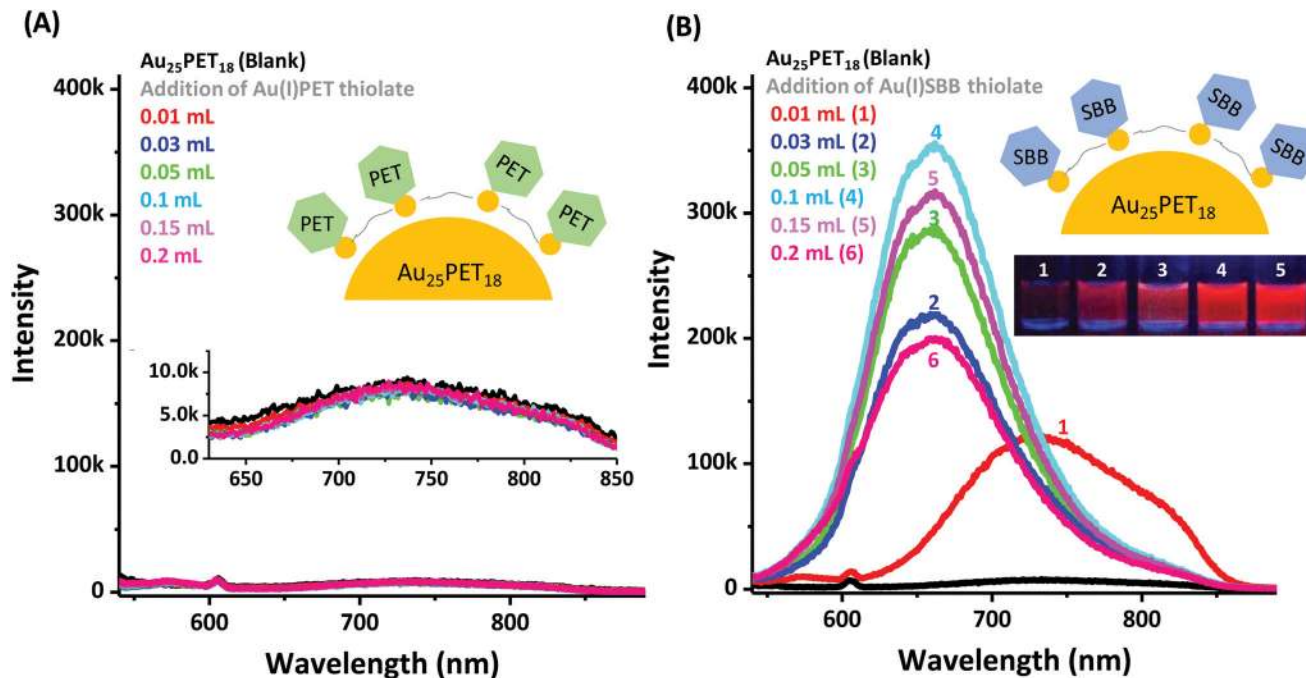 (A)
Au₂₅PET₁₈ (Blank)
Addition of Au(I)PET thiolate
0.01 mL
0.03 mL
0.05 mL
0.1 mL
0.15 mL
0.2 mL
400k
300k
200k
100k
0
Intensity
PET
PET
PET
PET
Au₂₅PET₁₈
10.0k
5.0k
0.0
650 700 750 800 850
600 700 800
Wavelength (nm)
(B)
Au₂₅PET₁₈ (Blank)
Addition of Au(I)SBB thiolate
0.01 mL (1)
0.03 mL (2)
0.05 mL (3)
0.1 mL (4)
0.15 mL (5)
0.2 mL (6)
400k
300k
200k
100k
0
Intensity
SBB
SBB
SBB
SBB
Au₂₅PET₁₈
1 2 3 4 5
4
5
3
2
6
1
600 700 800
Wavelength (nm)